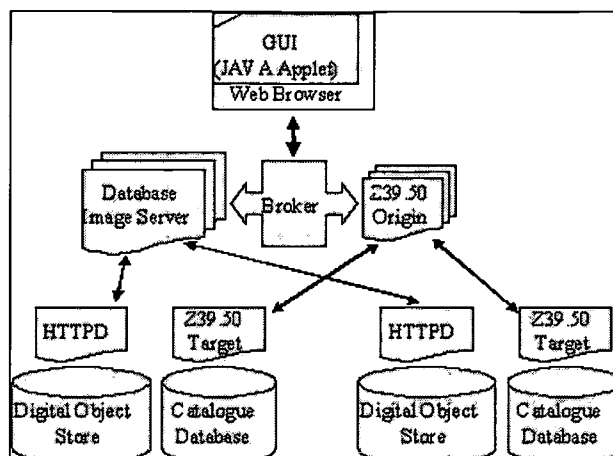 GUI
(JAVA Applet)
Web Browser
Database
Image Server
Broker
Z39.50
Origin
HTTPD
Z39.50
Target
HTTPD
Z39.50
Target
Digital Object
Store
Catalogue
Database
Digital Object
Store
Catalogue
Database